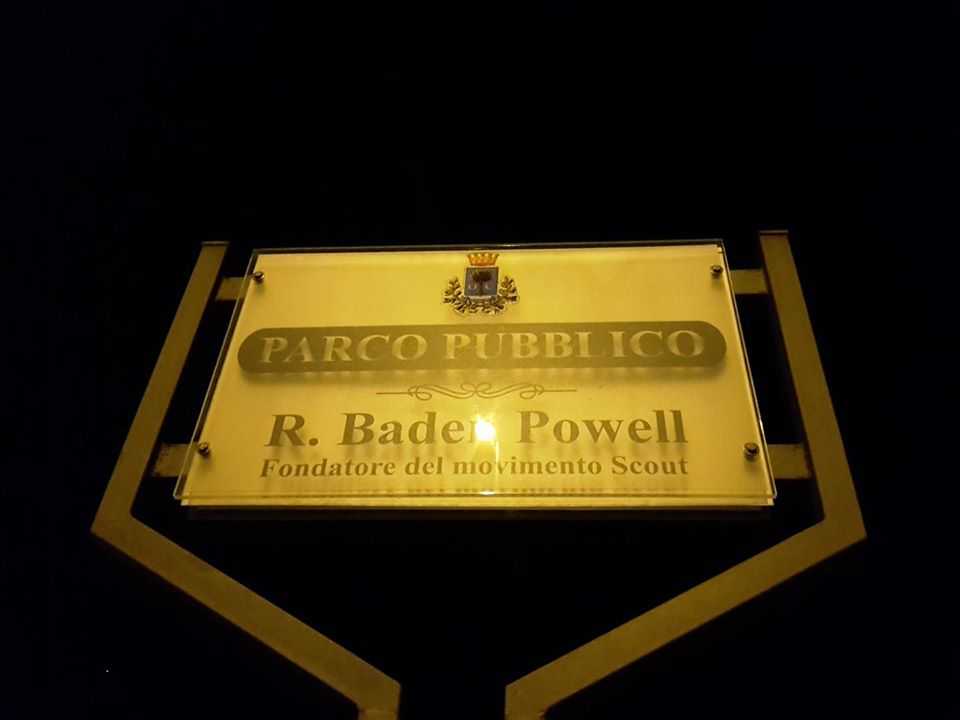 PARCO PUBBLICO
R. Baden Powell
Fondatore del movimento Scout